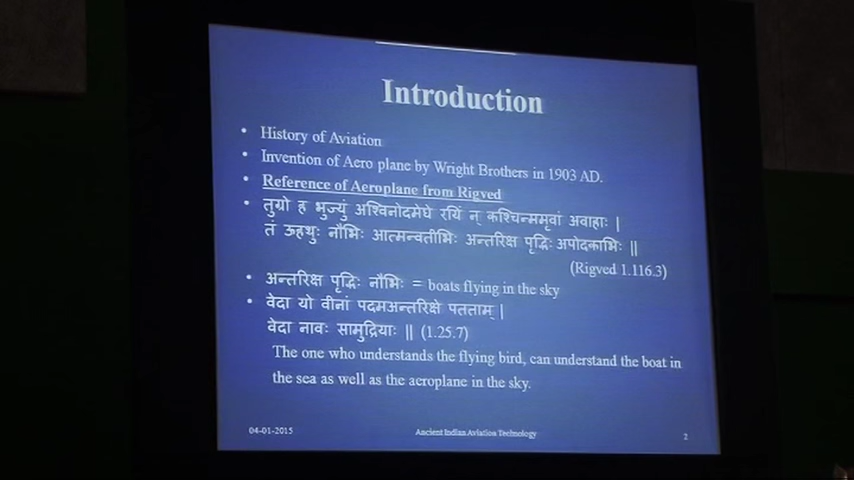 Introduction
• History of Aviation
• Invention of Aero plane by Wright Brothers in 1903 AD.
• Reference of Aeroplane from Rigved
• तुग्रो ह भुज्युं अश्विनोदमेघे रयिं न् कश्चिन्ममृवां अवाहाः |
तं ऊहथुः नौभिः आत्मन्वतीभिः अन्तरिक्ष पृद्भिः अपोदकाभिः ||
(Rigved 1.116.3)
• अन्तरिक्ष पृद्भिः नौभिः = boats flying in the sky
• वेदा यो वीनां पदमअन्तरिक्षे पतताम् |
वेदा नावः सामुद्रियाः || (1.25.7)
The one who understands the flying bird, can understand the boat in
the sea as well as the aeroplane in the sky.
04-01-2015
Ancient Indian Aviation Technology
2